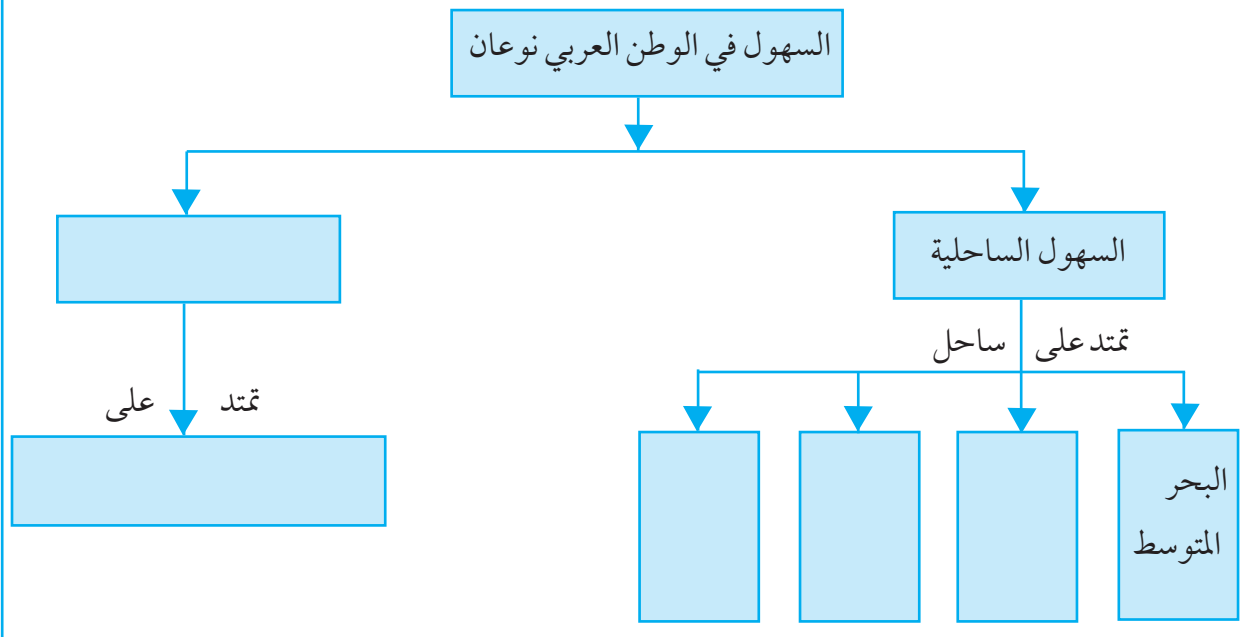 السهول في الوطن العربي نوعان
السهول الساحلية
تمتد على ساحل
البحر
المتوسط
تمتد على